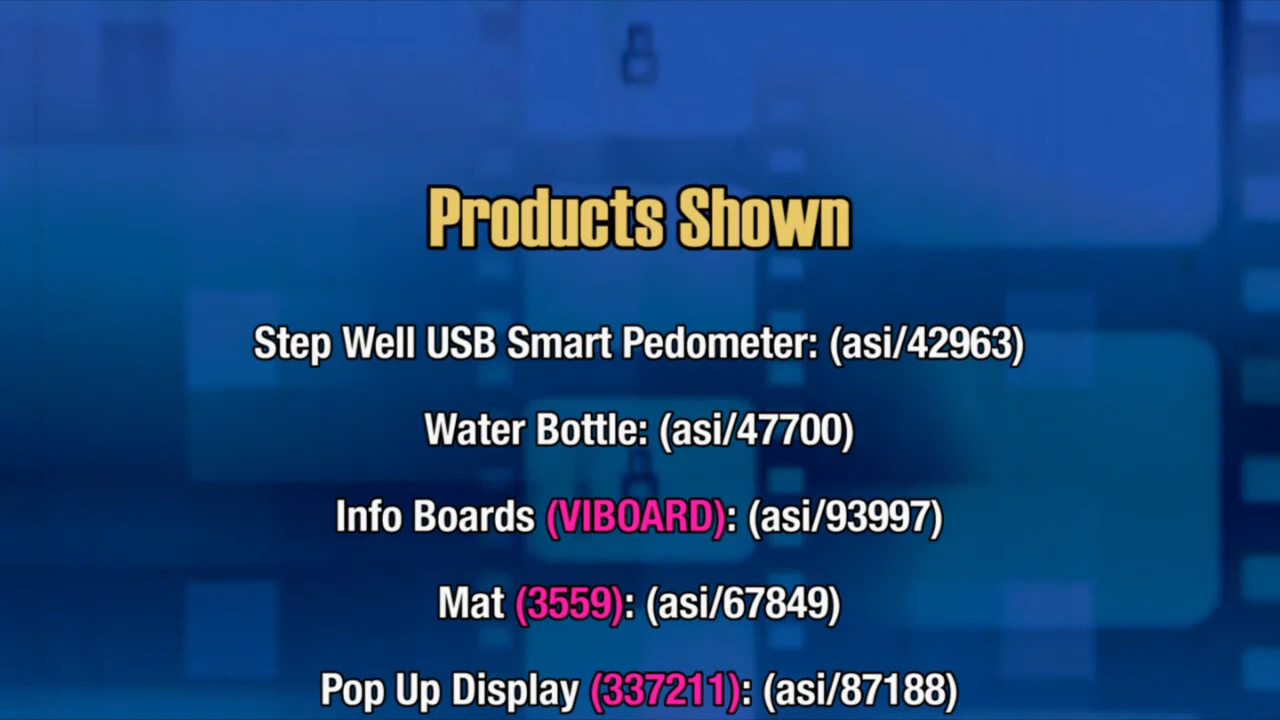 Products Shown
Step Well USB Smart Pedometer: (asi/42963)
Water Bottle: (asi/47700)
Info Boards (VIBOARD): (asi/93997)
Mat (3559): (asi/67849)
Pop Up Display (337211): (asi/87188)